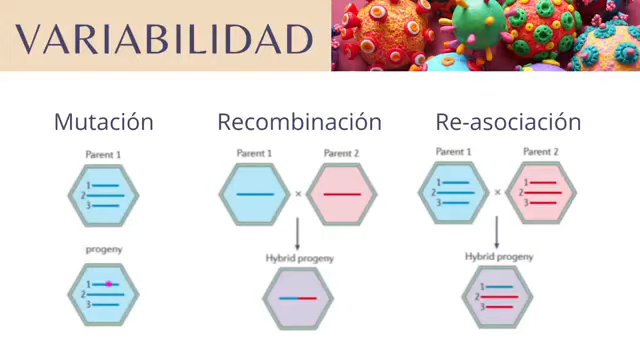 VARIABILIDAD
Mutación
Parent 1
1
2
3
progeny
1
2
3
Recombinación
Parent 1
Parent 2
x
Hybrid progeny
Re-asociación
Parent 1
Parent 2
1
2
3
x
1
2
3
Hybrid progeny
1
2
3